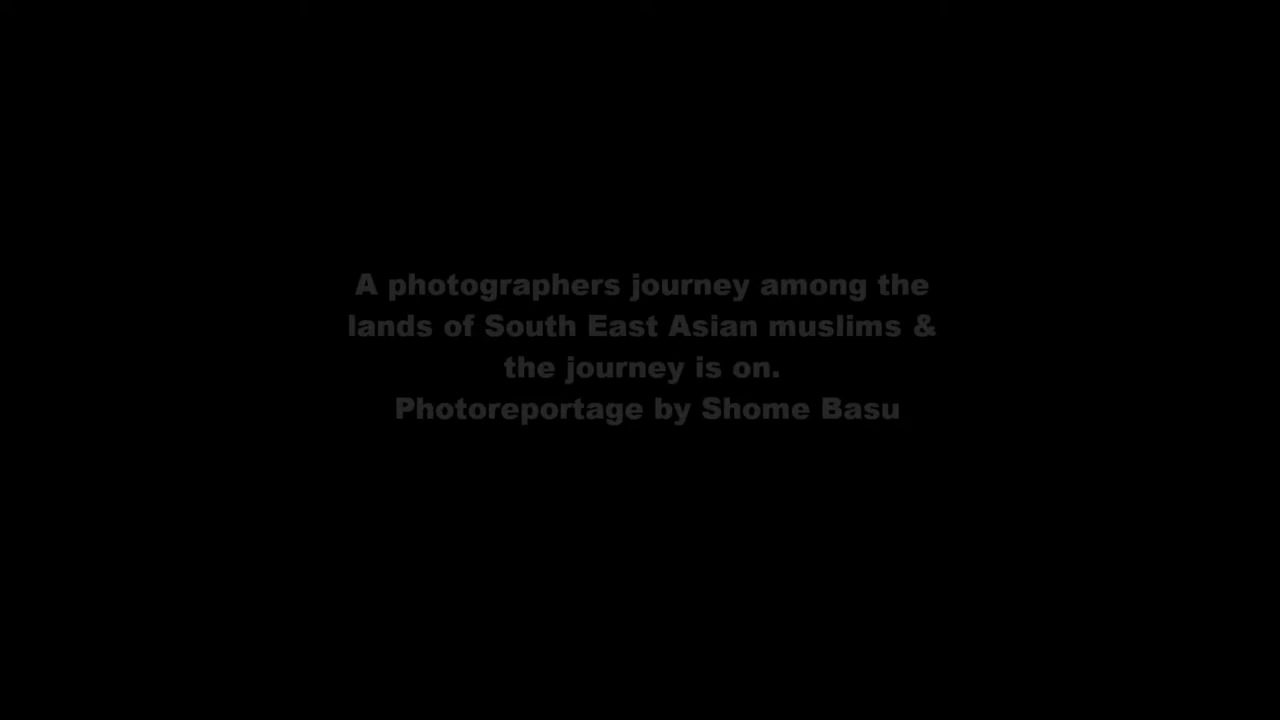 A photographers journey among the
lands of South East Asian muslims &
the journey is on.
Photoreportage by Shome Basu